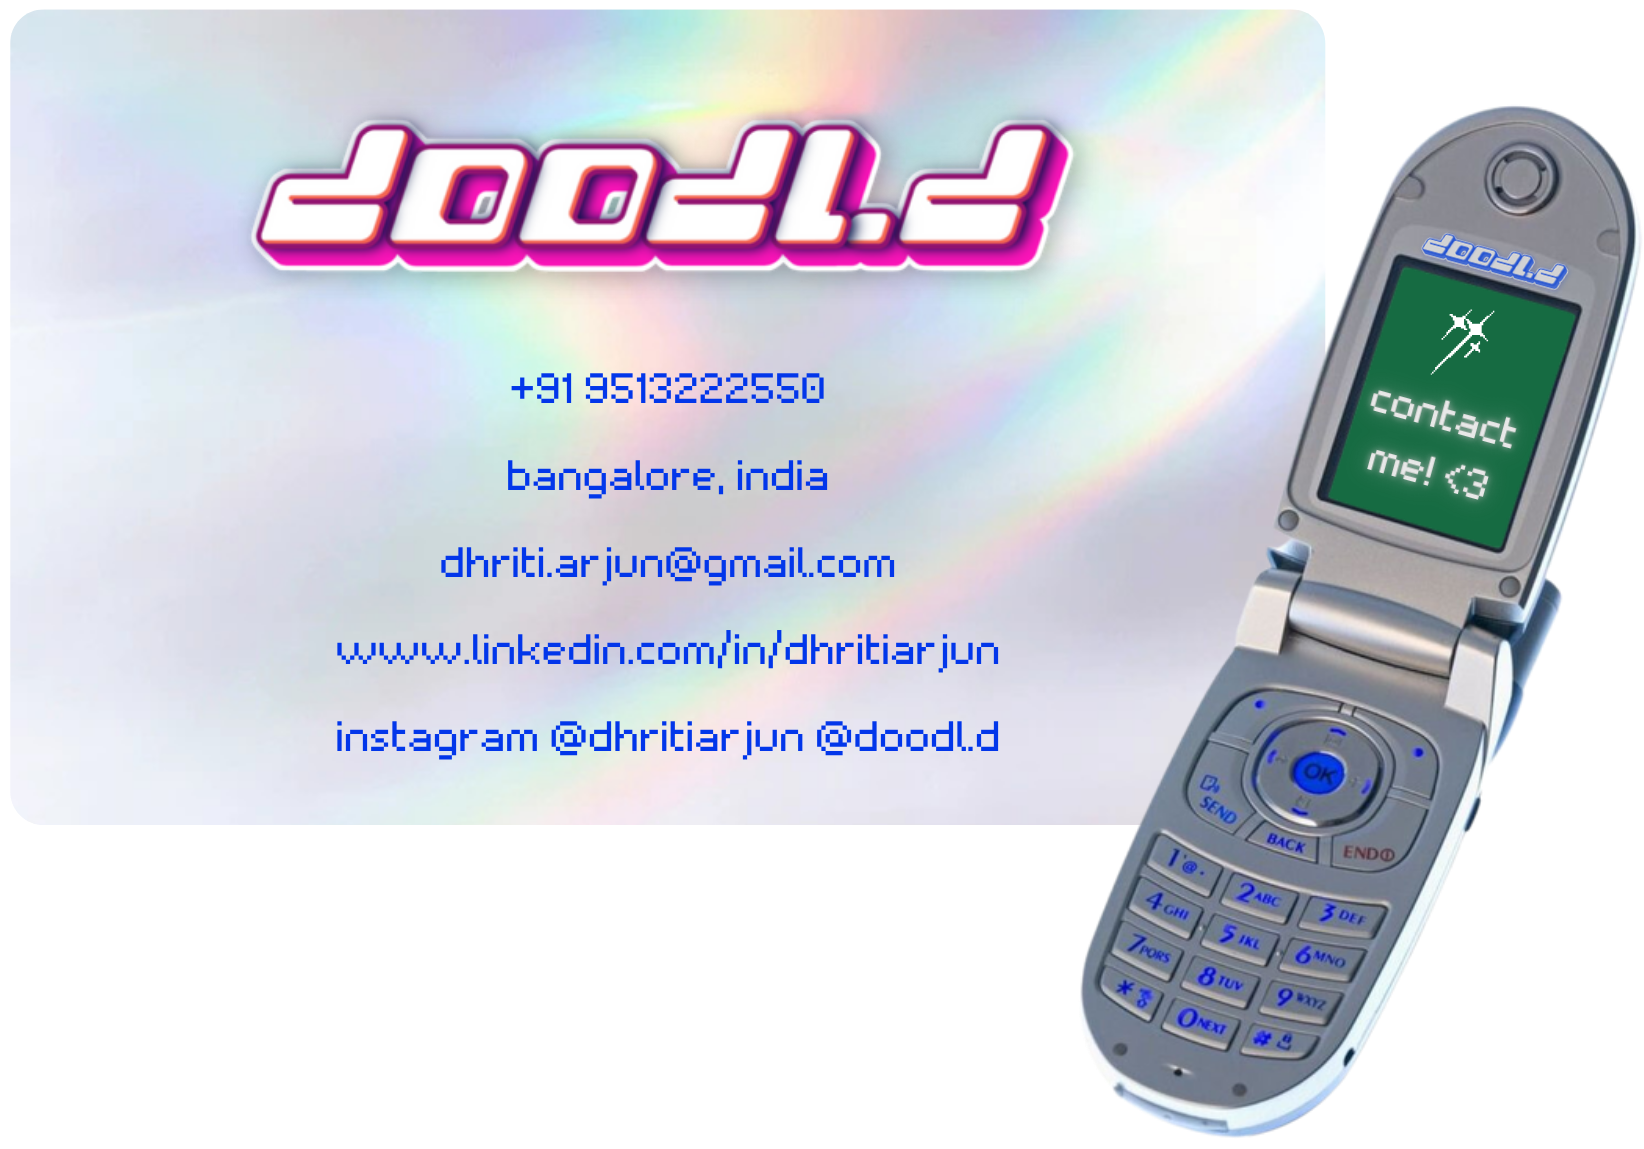 doodl.d
+91 9513222550
bangalore, india
dhriti.arjun@gmail.com
www.linkedin.com/in/dhritiarjun
instagram @dhritiarjun @doodl.d
doodl.d
contact
me! <3
OK
SEND
BACK
END
1 @.
2 ABC
3 DEF
4 GHI
5 JKL
6 MNO
7 PQRS
8 TUV
9 WXYZ
*
0 NEXT
#